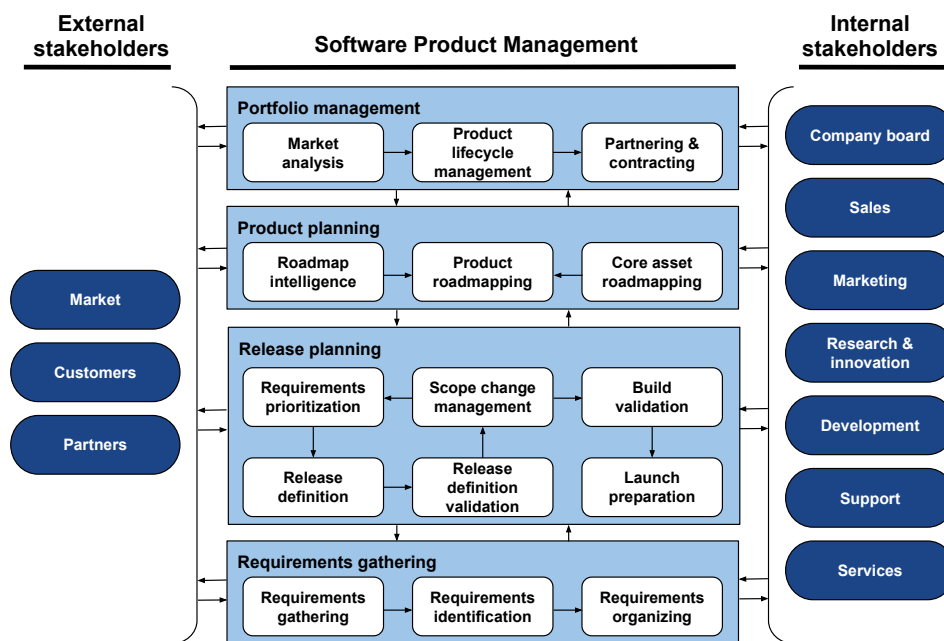 External
stakeholders
Software Product Management
Internal
stakeholders
Portfolio management
Market
analysis
Product
lifecycle
management
Partnering &
contracting
Product planning
Roadmap
intelligence
Product
roadmapping
Core asset
roadmapping
Release planning
Requirements
prioritization
Scope change
management
Build
validation
Release
definition
Release
definition
validation
Launch
preparation
Requirements gathering
Requirements
gathering
Requirements
identification
Requirements
organizing
Market
Customers
Partners
Company board
Sales
Marketing
Research &
innovation
Development
Support
Services